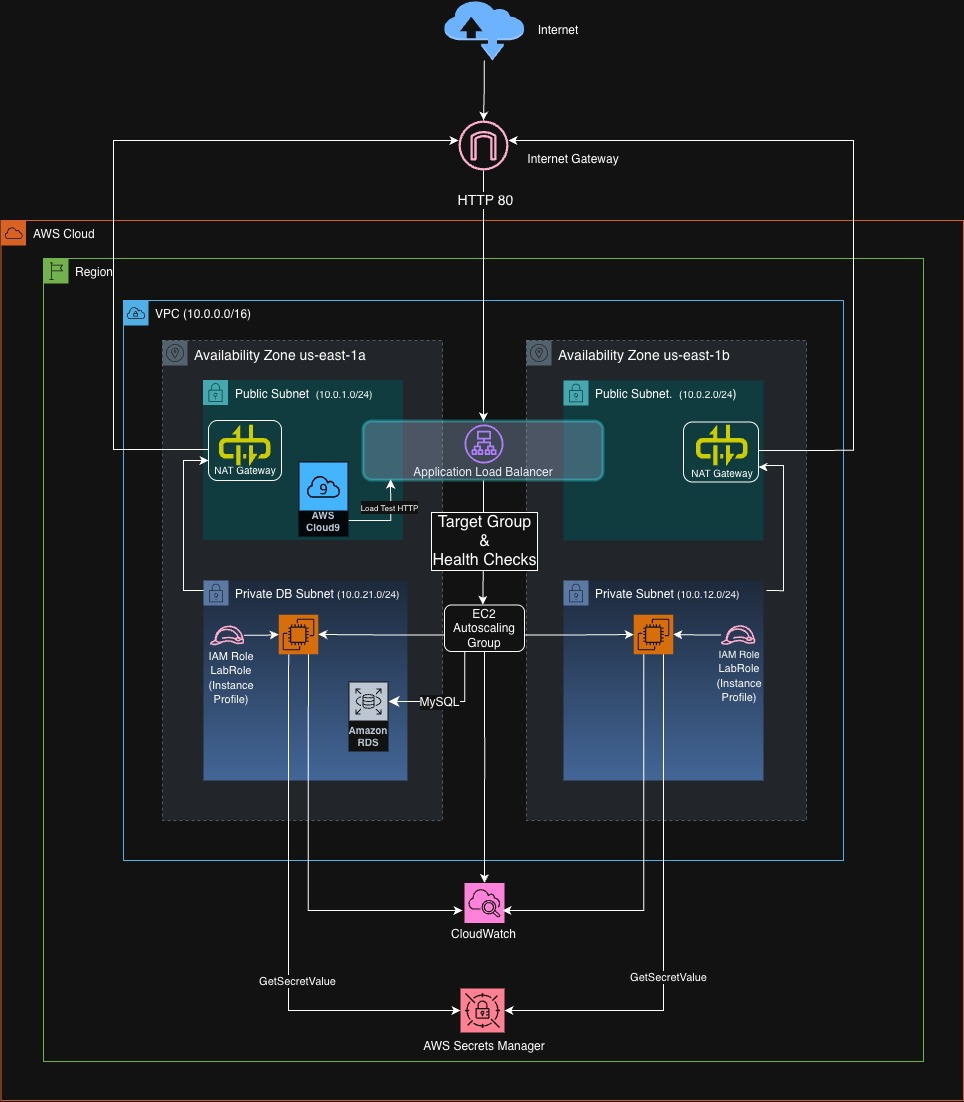 Internet
Internet Gateway
HTTP 80
AWS Cloud
Region
VPC (10.0.0.0/16)
Availability Zone us-east-1a
Availability Zone us-east-1b
Public Subnet (10.0.1.0/24)
Public Subnet. (10.0.2.0/24)
NAT Gateway
9
AWS
Cloud9
Load Test HTTP
Application Load Balancer
NAT Gateway
Target Group
&
Health Checks
Private DB Subnet (10.0.21.0/24)
Private Subnet (10.0.12.0/24)
EC2
Autoscaling
Group
IAM Role
LabRole
(Instance
Profile)
IAM Role
LabRole
(Instance
Profile)
MySQL
Amazon
RDS
CloudWatch
GetSecretValue
GetSecretValue
AWS Secrets Manager